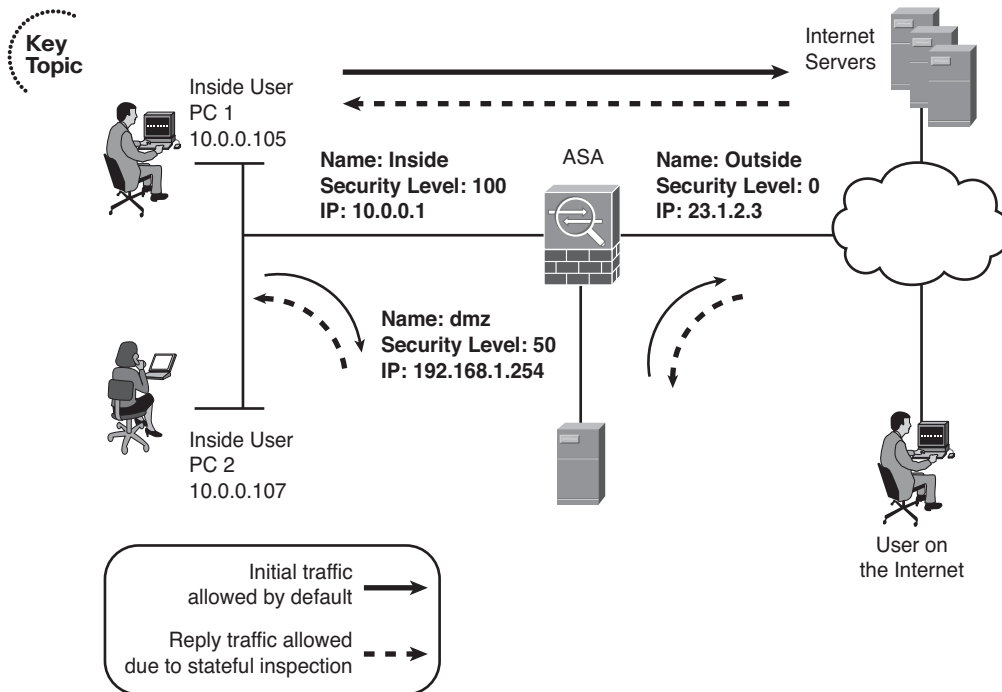 Key
Topic
Inside User
PC 1
10.0.0.105
Internet
Servers
Name: Inside
Security Level: 100
IP: 10.0.0.1
ASA
Name: Outside
Security Level: 0
IP: 23.1.2.3
Name: dmz
Security Level: 50
IP: 192.168.1.254
Inside User
PC 2
10.0.0.107
User on
the Internet
Initial traffic
allowed by default
Reply traffic allowed
due to stateful inspection